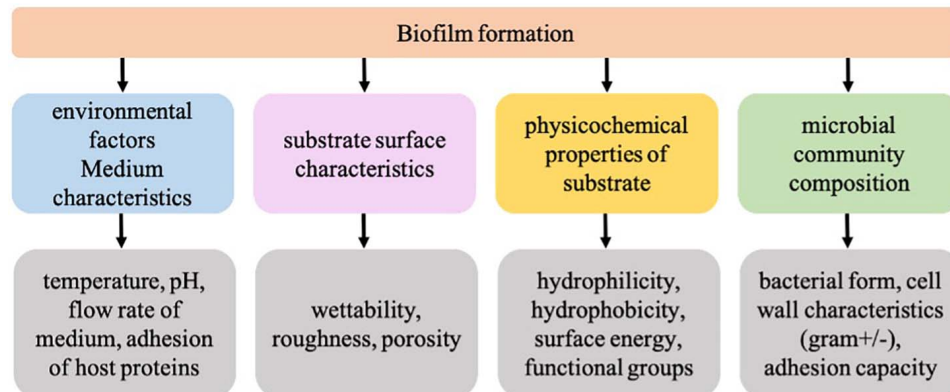 Biofilm formation
environmental
factors
Medium
characteristics
substrate surface
characteristics
physicochemical
properties of
substrate
microbial
community
composition
temperature, pH,
flow rate of
medium, adhesion
of host proteins
wettability,
roughness, porosity
hydrophilicity,
hydrophobicity,
surface energy,
functional groups
bacterial form, cell
wall characteristics
(gram+/-),
adhesion capacity